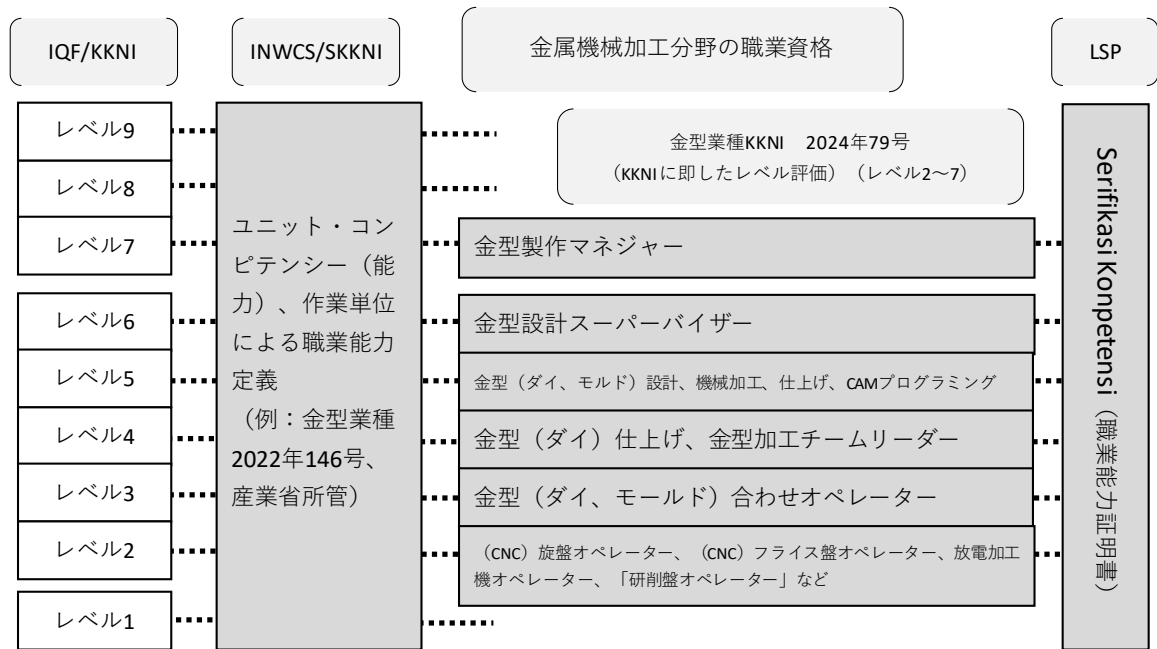 IQF/KKNI
INWCS/SKKNI
金属機械加工分野の職業資格
LSP
レベル9
レベル8
レベル7
レベル6
レベル5
レベル4
レベル3
レベル2
レベル1
ユニット・コン
ピテンシー（能
力）、作業単位
による職業能力
定義
（例：金型業種
2022年146号、
産業省所管）
金型業種KKNI　2024年79号
（KKNIに即したレベル評価）（レベル2～7）
金型製作マネジャー
金型設計スーパーバイザー
金型（ダイ、モルド）設計、機械加工、仕上げ、CAMプログラミング
金型（ダイ）仕上げ、金型加工チームリーダー
金型（ダイ、モールド）合わせオペレーター
（CNC）旋盤オペレーター、（CNC）フライス盤オペレーター、放電加工
機オペレーター、「研削盤オペレーター」など
Serifikasi Konpetensi（職業能力証明書）